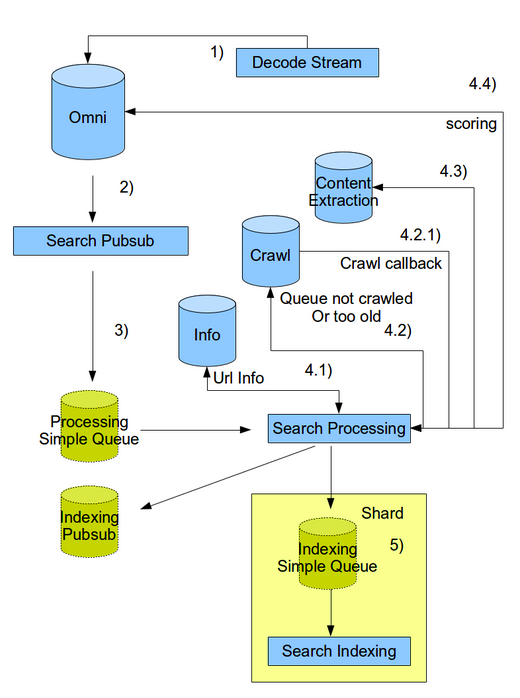 1)
Decode Stream
4.4)
Omni
scoring
4.3)
Content
Extraction
2)
4.2.1)
Search Pubsub
Crawl
Crawl callback
Queue not crawled
Or too old
4.2)
3)
Info
Url Info
4.1)
Processing
Simple Queue
Search Processing
Indexing
Pubsub
Shard
5)
Indexing
Simple Queue
Search Indexing